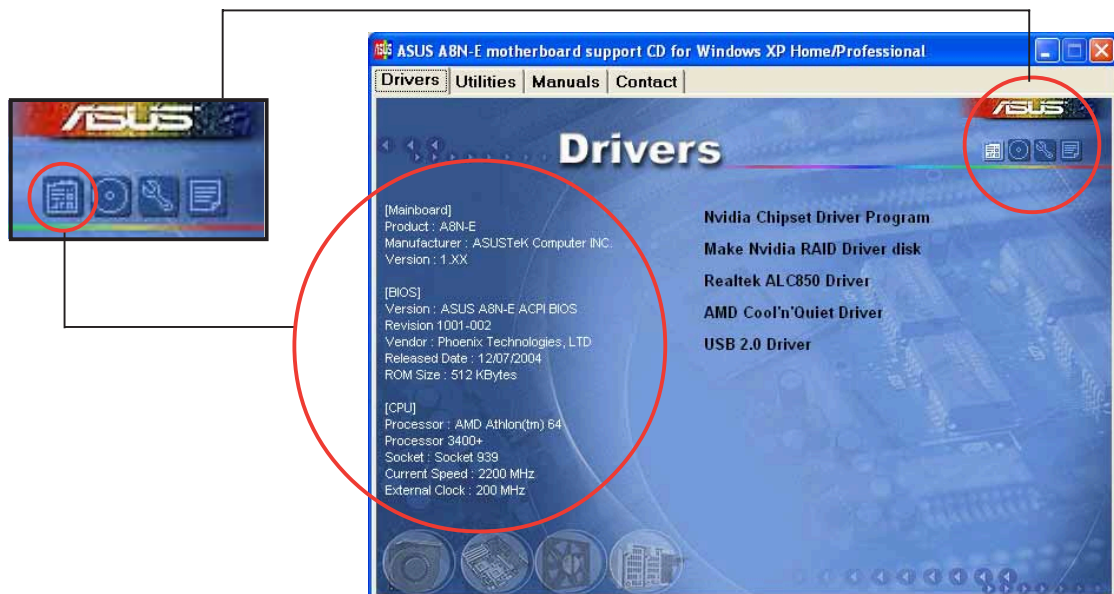 ASUS
ASUS A8N-E motherboard support CD for Windows XP Home/Professional
Drivers Utilities Manuals Contact
ASUS
Drivers
[Mainboard]
Product : A8N-E
Manufacturer : ASUSTeK Computer INC.
Version : 1.XX
[BIOS]
Version : ASUS A8N-E ACPI BIOS
Revision 1001-002
Vendor : Phoenix Technologies, LTD
Released Date : 12/07/2004
ROM Size : 512 KBytes
[CPU]
Processor : AMD Athlon(tm) 64
Processor 3400+
Socket : Socket 939
Current Speed : 2200 MHz
External Clock : 200 MHz
Nvidia Chipset Driver Program
Make Nvidia RAID Driver disk
Realtek ALC850 Driver
AMD Cool'n'Quiet Driver
USB 2.0 Driver